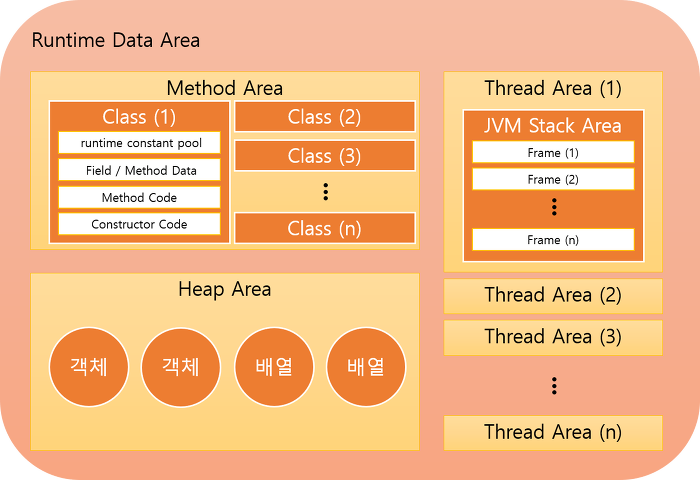 Runtime Data Area
Method Area
Class (1)
runtime constant pool
Field / Method Data
Method Code
Constructor Code
Class (2)
Class (3)
Class (n)
Heap Area
객체
객체
배열
배열
Thread Area (1)
JVM Stack Area
Frame (1)
Frame (2)
Frame (n)
Thread Area (2)
Thread Area (3)
Thread Area (n)